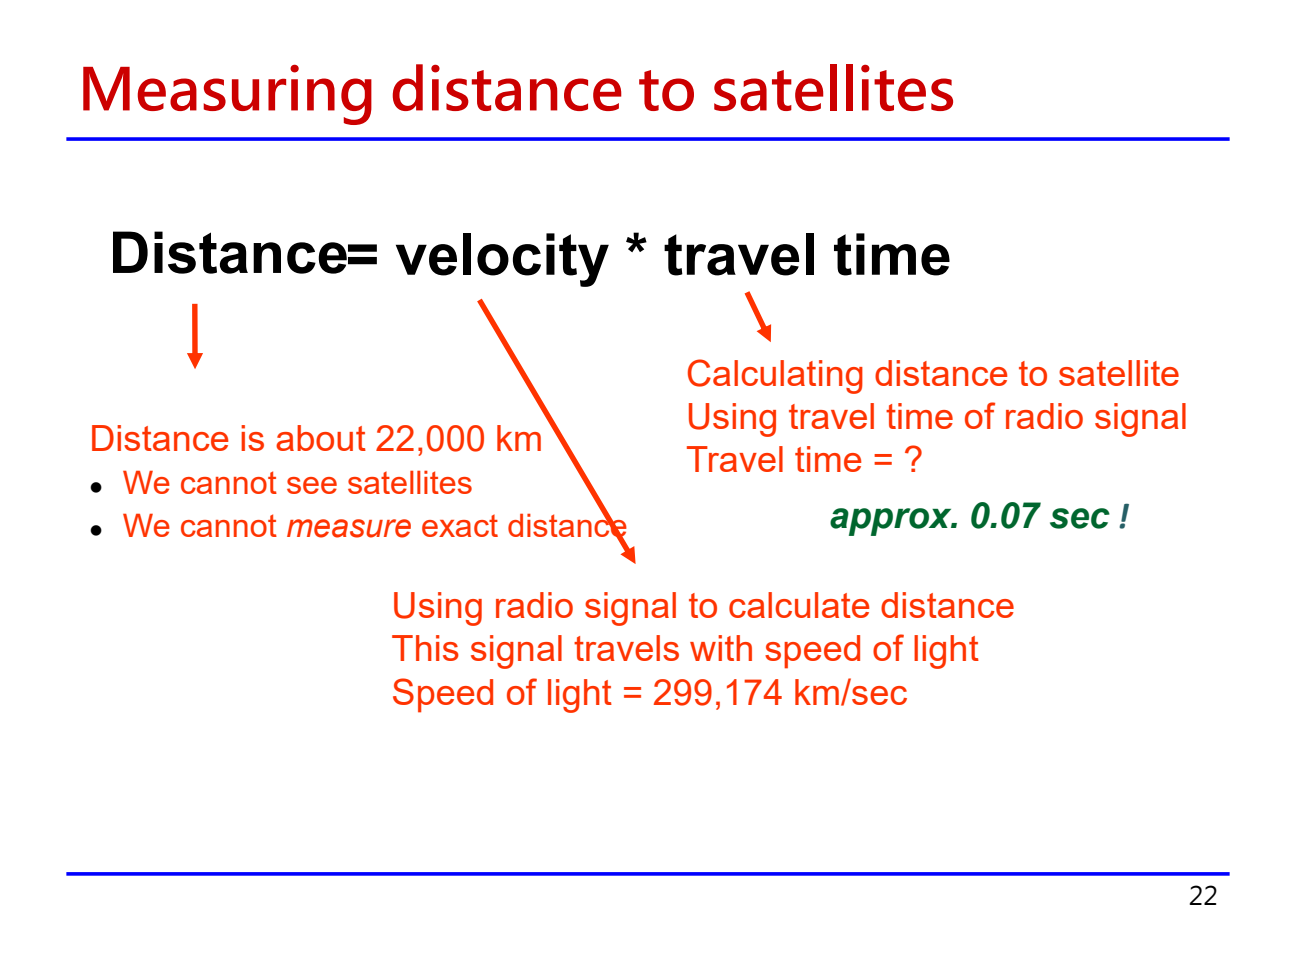 Measuring distance to satellites
Distance= velocity * travel time
Distance is about 22,000 km
● We cannot see satellites
● We cannot measure exact distance
Calculating distance to satellite
Using travel time of radio signal
Travel time = ?
approx. 0.07 sec !
Using radio signal to calculate distance
This signal travels with speed of light
Speed of light = 299,174 km/sec
22